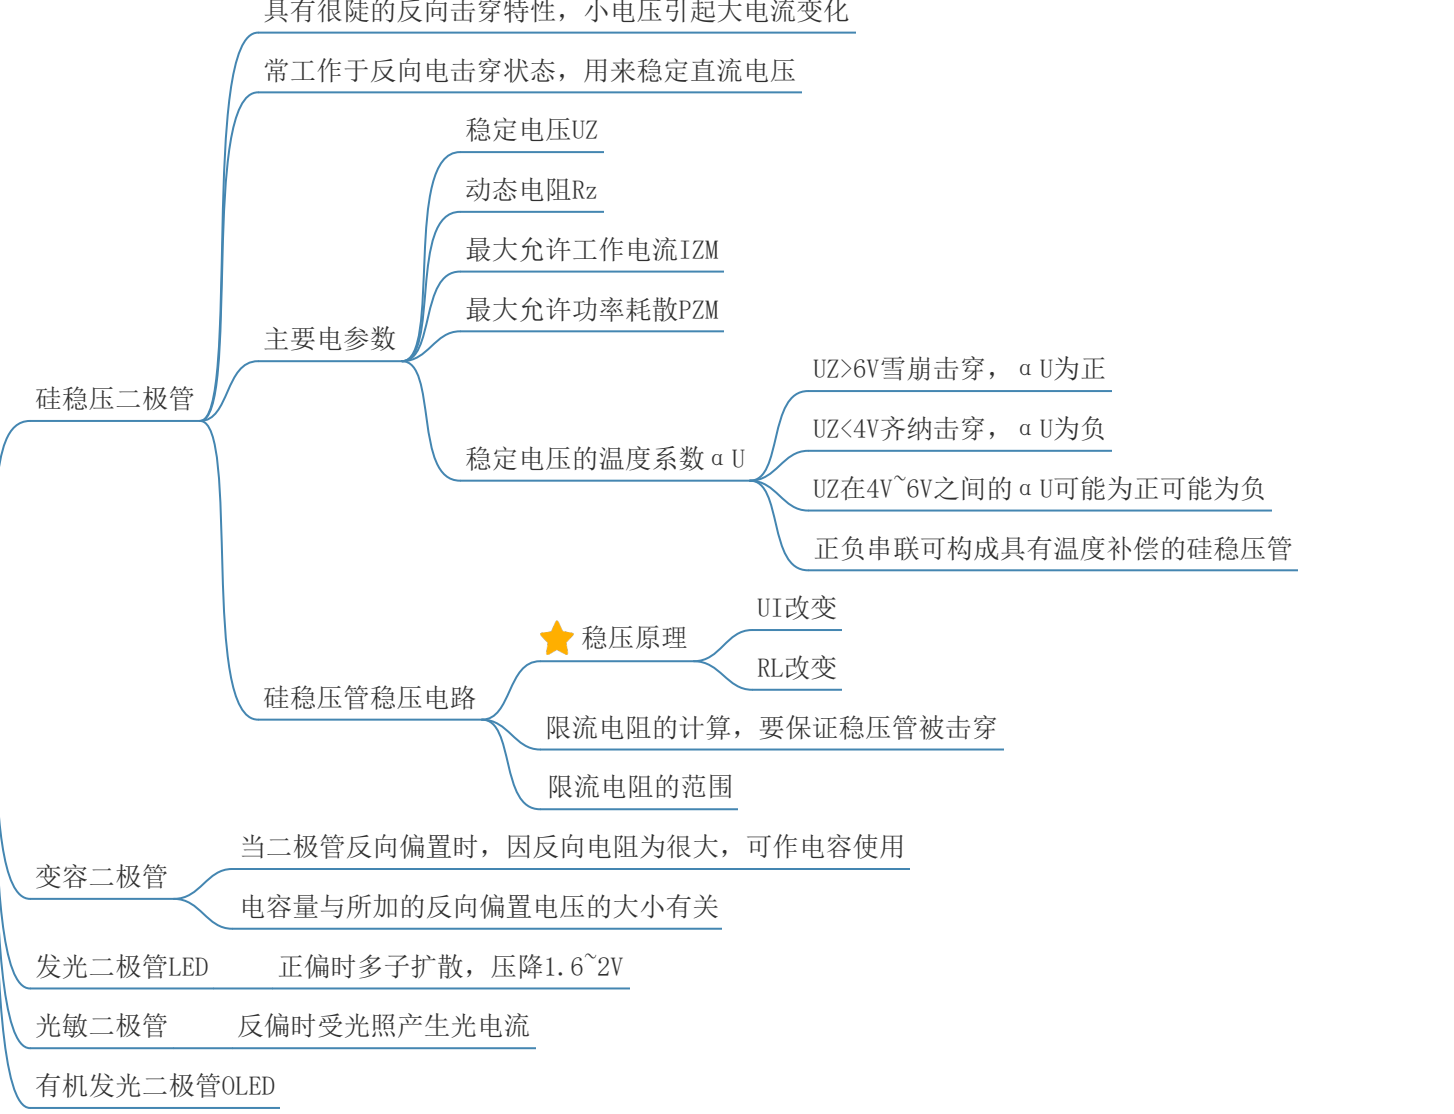 具有很陡的反向击穿特性，小电压引起大电流变化
常工作于反向电击穿状态，用来稳定直流电压
稳定电压UZ
动态电阻Rz
最大允许工作电流IZM
最大允许功率耗散PZM
主要电参数
UZ>6V雪崩击穿，αU为正
硅稳压二极管
UZ<4V齐纳击穿，αU为负
稳定电压的温度系数αU
UZ在4V~6V之间的αU可能为正可能为负
正负串联可构成具有温度补偿的硅稳压管
UI改变
稳压原理
RL改变
硅稳压管稳压电路
限流电阻的计算，要保证稳压管被击穿
限流电阻的范围
当二极管反向偏置时，因反向电阻为很大，可作电容使用
变容二极管
电容量与所加的反向偏置电压的大小有关
发光二极管LED 正偏时多子扩散，压降1.6~2V
光敏二极管 反偏时受光照产生光电流
有机发光二极管OLED